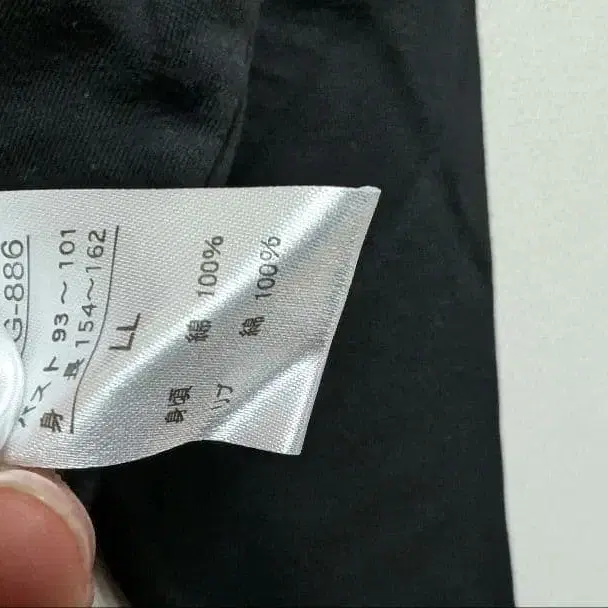 G-886
バスト 93～101
身長 154～162
LL
身頃 綿 100%
リブ 綿 100%